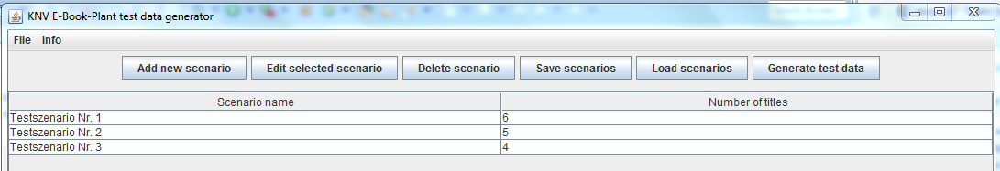 KNV E-Book-Plant test data generator
File Info
Add new scenario Edit selected scenario Delete scenario Save scenarios Load scenarios Generate test data
Scenario name Number of titles
Testszenario Nr. 1 6
Testszenario Nr. 2 5
Testszenario Nr. 3 4